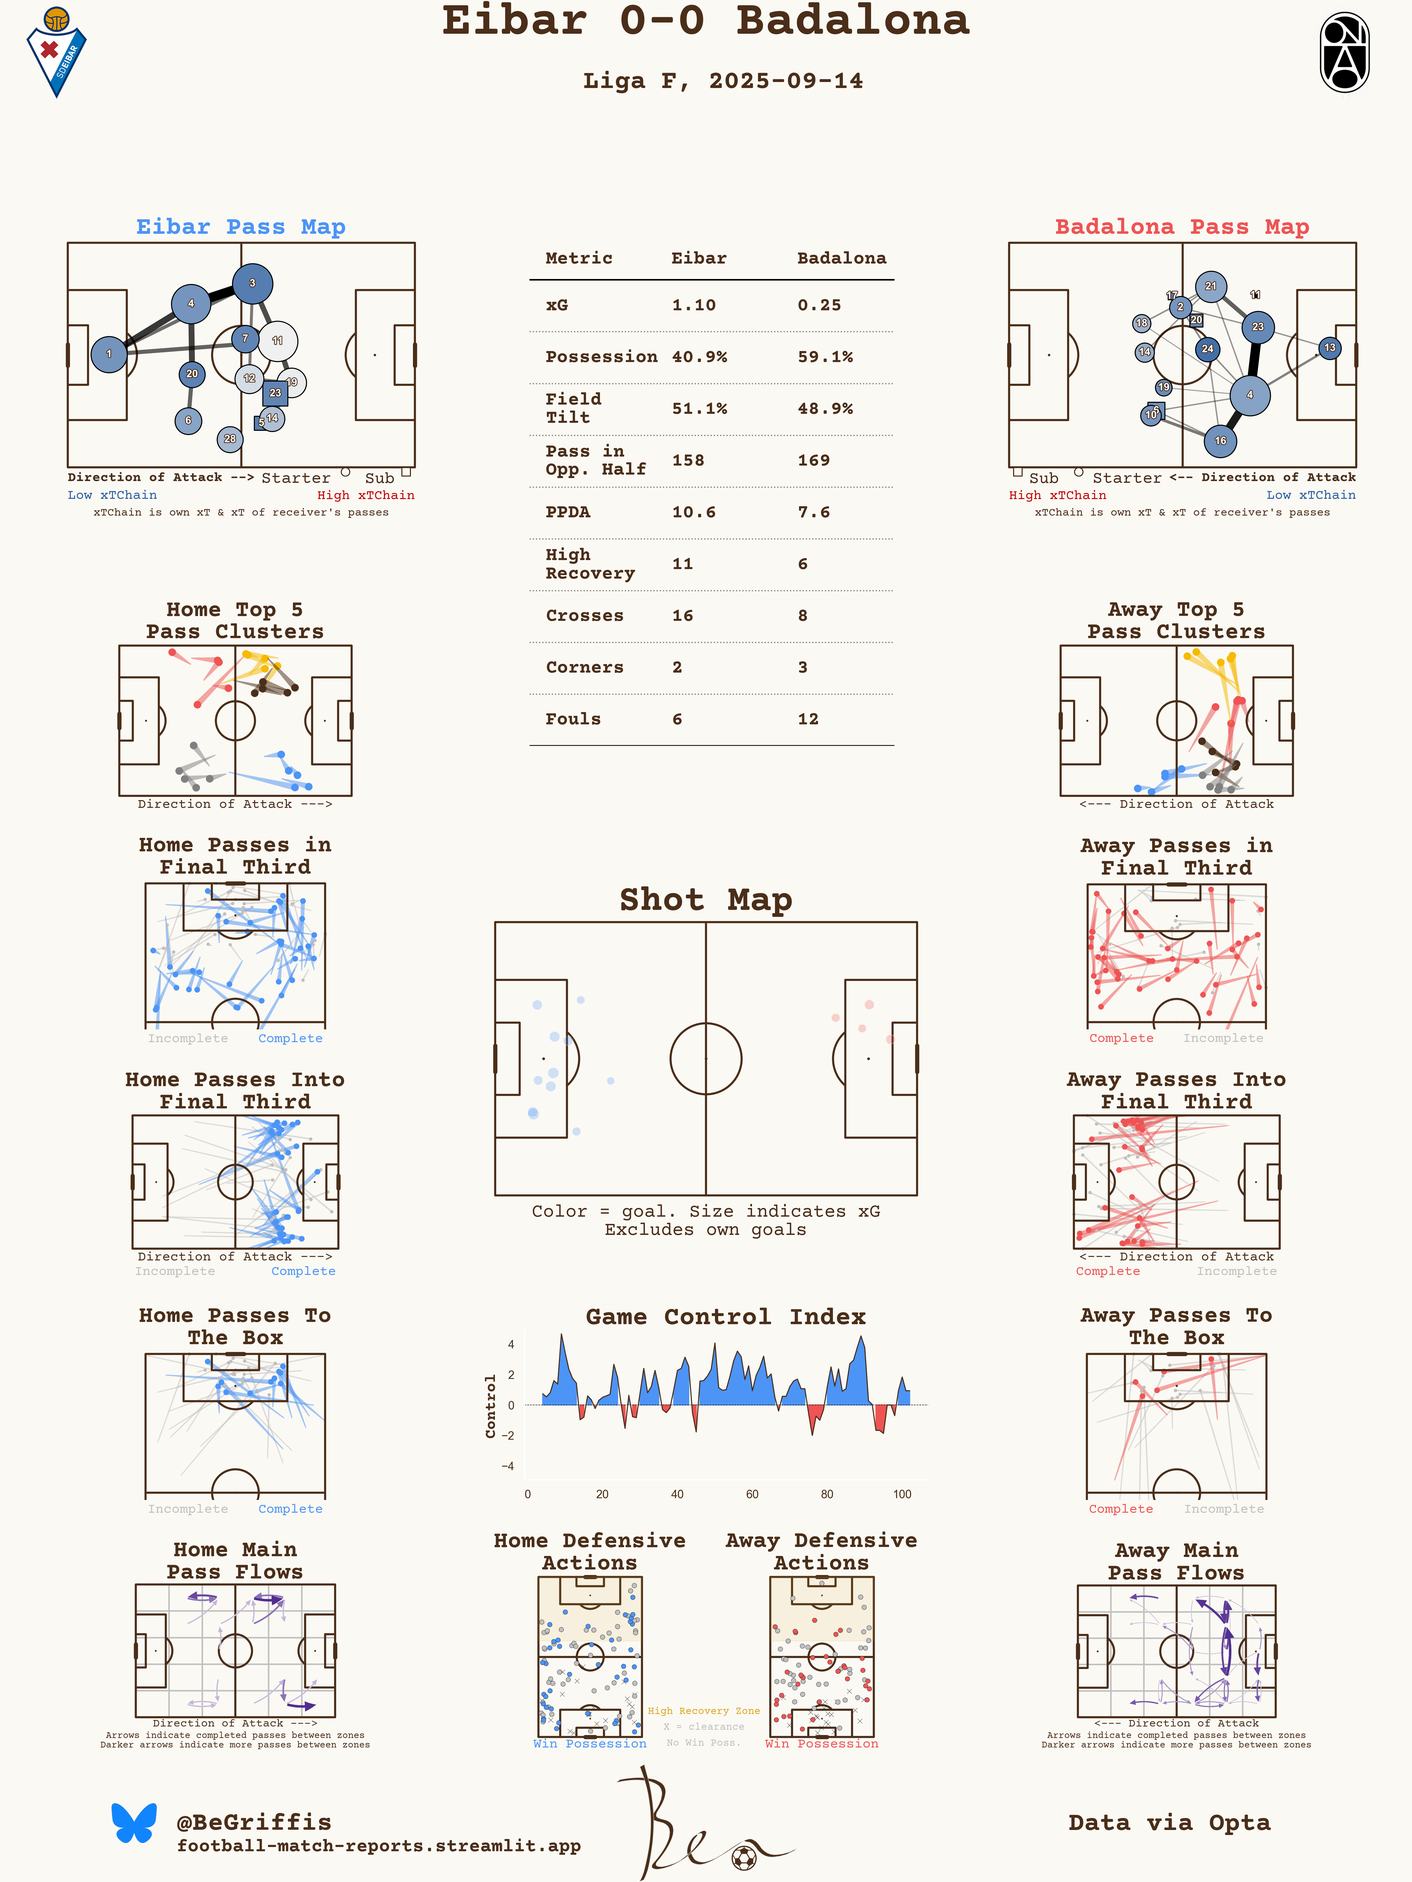 Eibar 0-0 Badalona
Liga F, 2025-09-14
SDEIBAR
ONA
Eibar Pass Map
1
4
3
7
11
20
12
19
23
6
5
14
28
Direction of Attack --> Starter Sub
Low xTChain High xTChain
xTChain is own xT & xT of receiver's passes
Metric Eibar Badalona
xG 1.10 0.25
Possession 40.9% 59.1%
Field
Tilt
51.1% 48.9%
Pass in
Opp. Half
158 169
PPDA 10.6 7.6
High
Recovery
11 6
Crosses 16 8
Corners 2 3
Fouls 6 12
Badalona Pass Map
21
17
11
2
18
20
23
14
24
13
19
4
10
16
Sub Starter <-- Direction of Attack
High xTChain Low xTChain
xTChain is own xT & xT of receiver's passes
Home Top 5
Pass Clusters
Direction of Attack --->
Away Top 5
Pass Clusters
<--- Direction of Attack
Home Passes in
Final Third
Incomplete Complete
Away Passes in
Final Third
Complete Incomplete
Shot Map
Color = goal. Size indicates xG
Excludes own goals
Home Passes Into
Final Third
Direction of Attack --->
Incomplete Complete
Away Passes Into
Final Third
<--- Direction of Attack
Complete Incomplete
Home Passes To
The Box
Incomplete Complete
Game Control Index
Control
4
2
0
−2
−4
0 20 40 60 80 100
Away Passes To
The Box
Complete Incomplete
Home Main
Pass Flows
Direction of Attack --->
Arrows indicate completed passes between zones
Darker arrows indicate more passes between zones
Home Defensive
Actions
Win Possession
High Recovery Zone
X = clearance
No Win Poss.
Away Defensive
Actions
Win Possession
Away Main
Pass Flows
<--- Direction of Attack
Arrows indicate completed passes between zones
Darker arrows indicate more passes between zones
@BeGriffis
football-match-reports.streamlit.app
Ben
Data via Opta